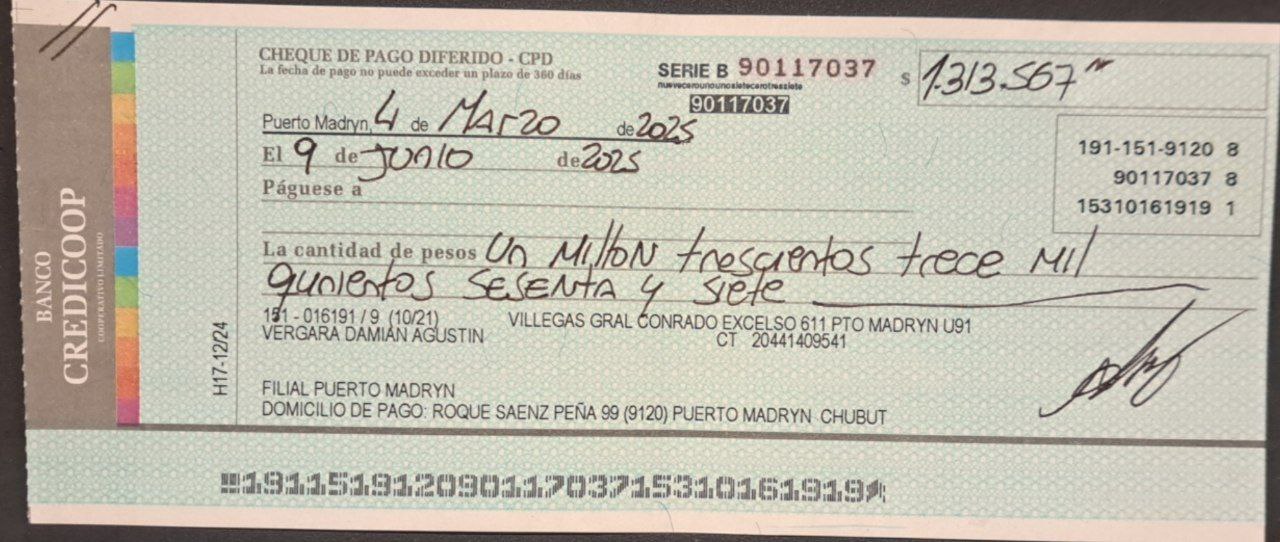 BANCO
CREDICOOP
COOPERATIVO LIMITADO
CHEQUE DE PAGO DIFERIDO - CPD
La fecha de pago no puede exceder un plazo de 360 días
SERIE B 90117037
nuevecerounounosietecerotressiete
90117037
$ 1.313.567
Puerto Madryn, 4 de Marzo de 2025
El 9 de JUNIO de 2025
Páguese a
191-151-9120 8
90117037 8
15310161919 1
La cantidad de pesos Un Millon trescientos trece Mil
quinientos SESENTA y siete
151 - 016191 / 9 (10/21)
VERGARA DAMIAN AGUSTIN
VILLEGAS GRAL CONRADO EXCELSO 611 PTO MADRYN U91
CT 20441409541
H17-12/24
FILIAL PUERTO MADRYN
DOMICILIO DE PAGO: ROQUE SAENZ PEÑA 99 (9120) PUERTO MADRYN CHUBUT
19115191209011703715310161919